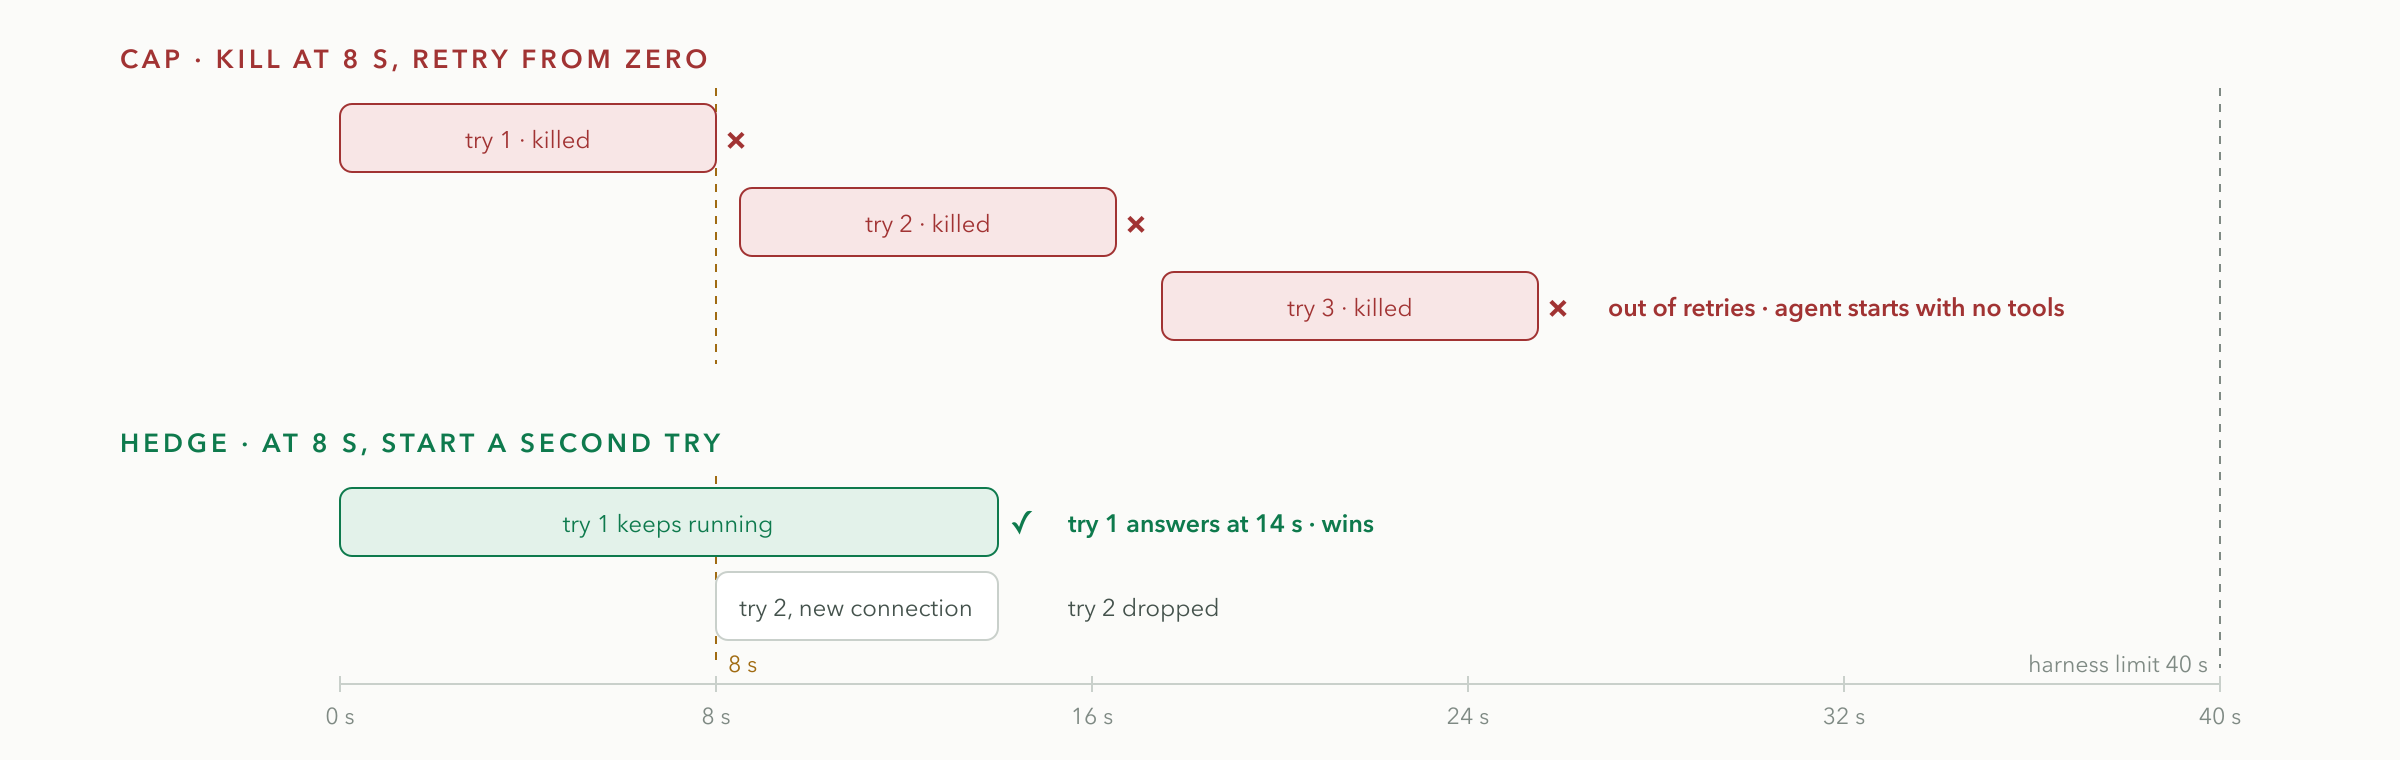 CAP · KILL AT 8 S, RETRY FROM ZERO
try 1 · killed
try 2 · killed
try 3 · killed
out of retries · agent starts with no tools
HEDGE · AT 8 S, START A SECOND TRY
try 1 keeps running
try 1 answers at 14 s · wins
try 2, new connection
try 2 dropped
8 s
harness limit 40 s
0 s
8 s
16 s
24 s
32 s
40 s